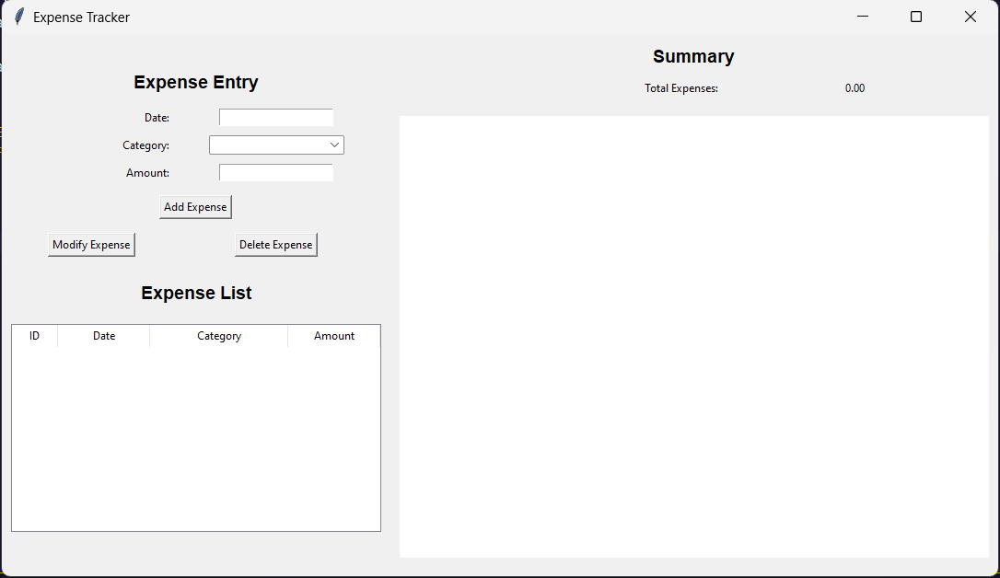 Expense Tracker
Expense Entry
Date:
Category:
Amount:
Add Expense
Modify Expense Delete Expense
Expense List
ID Date Category Amount
Summary
Total Expenses: 0.00